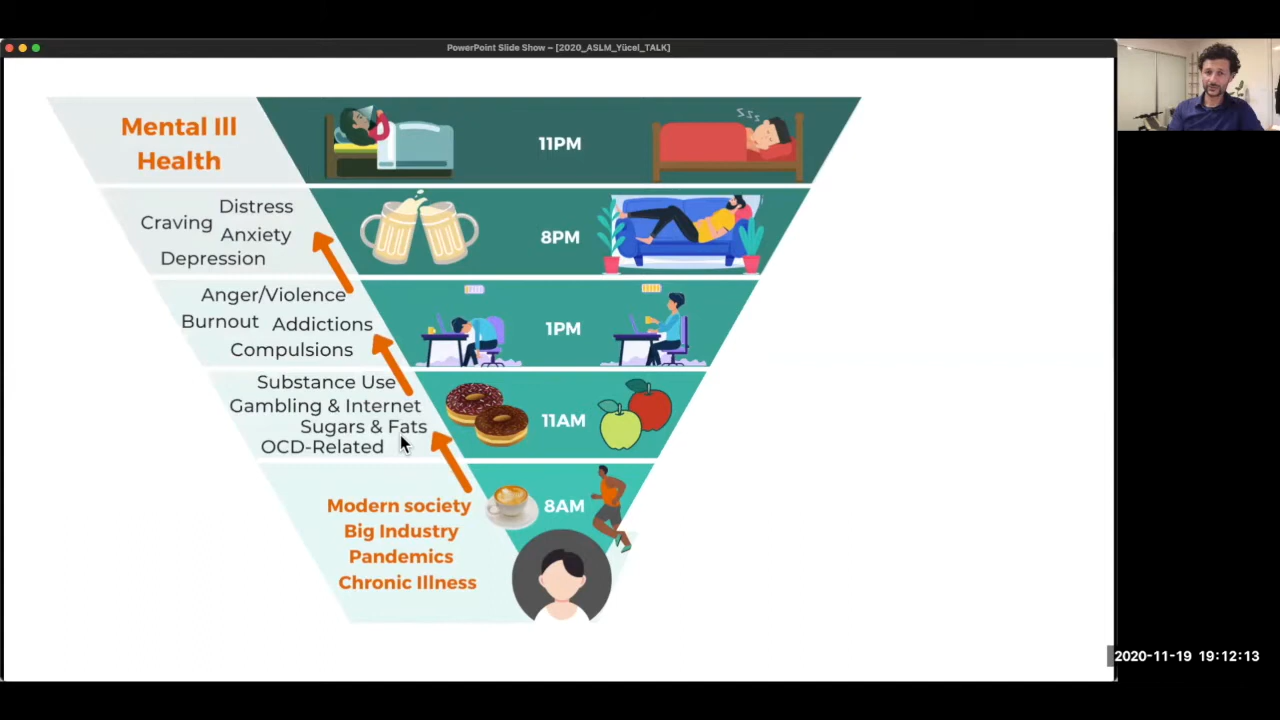 PowerPoint Slide Show – [2020_ASLM_Yücel_TALK]
Mental Ill
Health
11PM
sss
Distress
Craving
Anxiety
Depression
8PM
Anger/Violence
Burnout Addictions
Compulsions
1PM
Substance Use
Gambling & Internet
Sugars & Fats
OCD-Related
11AM
Modern society
Big Industry
Pandemics
Chronic Illness
8AM
2020-11-19 19:12:13